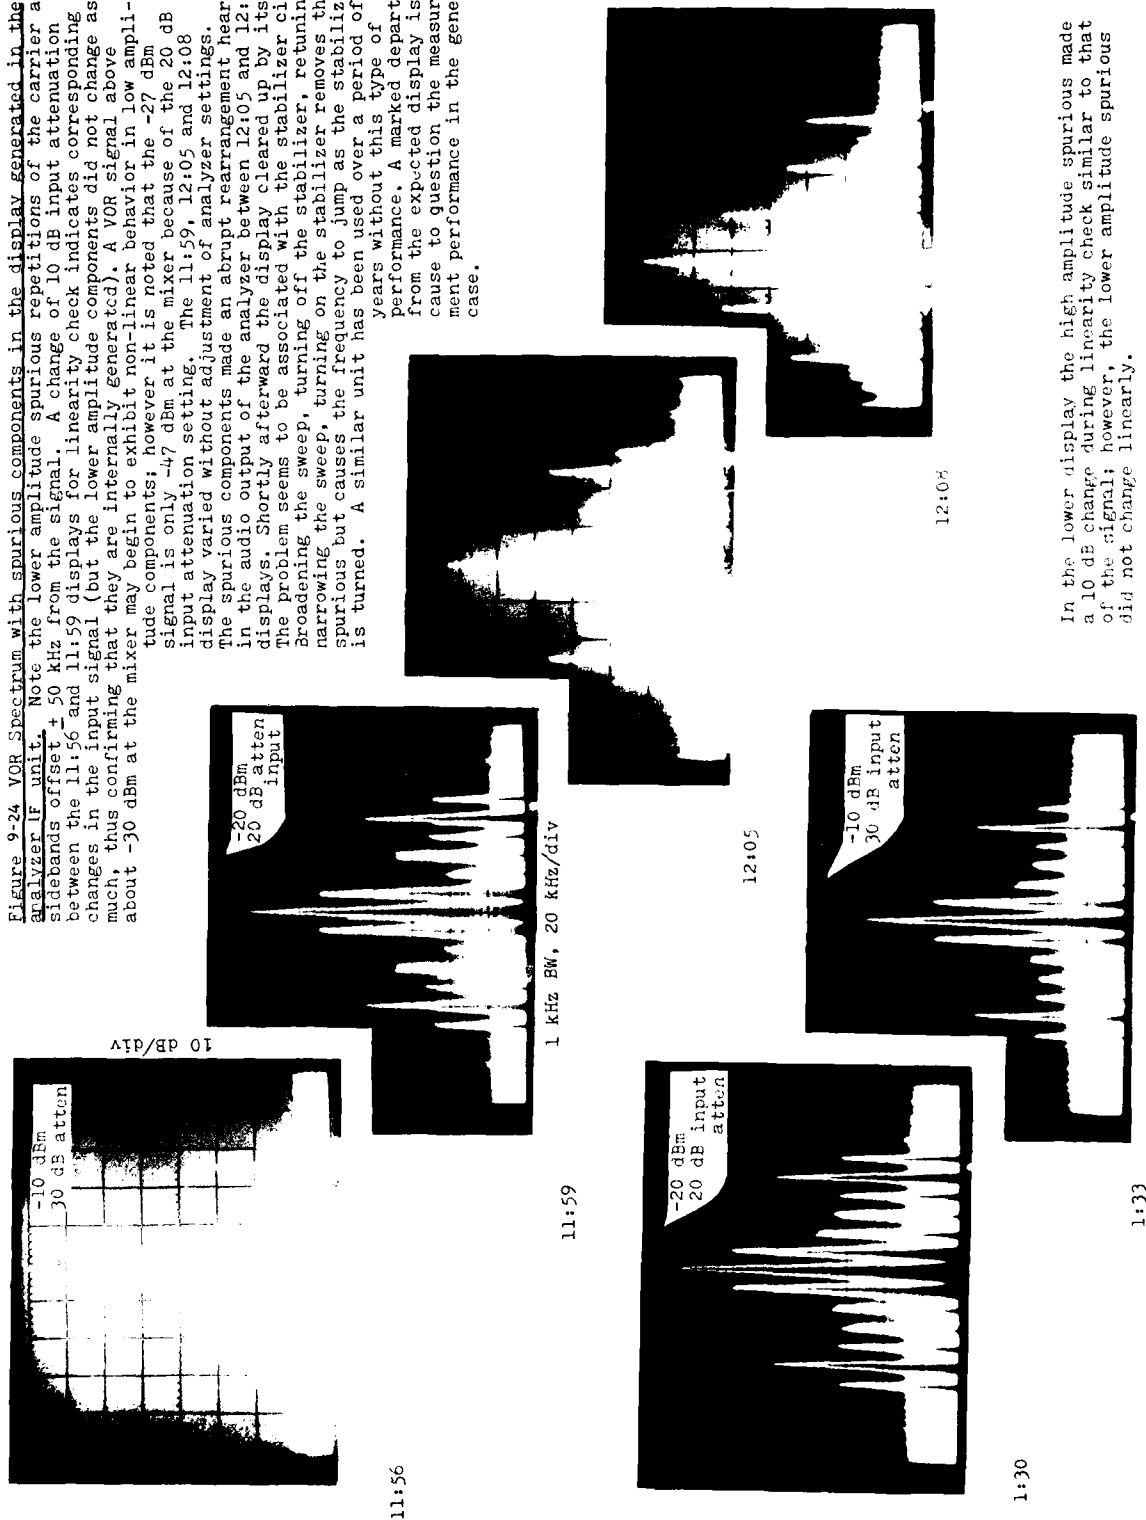 Figure 9-24 VOR Spectrum with spurious components in the display generated in the
analyzer IF unit. Note the lower amplitude spurious repetitions of the carrier a
sidebands offset ± 50 kHz from the signal. A change of 10 dB input attenuation
between the 11:56 and 11:59 displays for linearity check indicates corresponding
changes in the input signal (but the lower amplitude components did not change as
much, thus confirming that they are internally generated). A VOR signal above
about -30 dBm at the mixer may begin to exhibit non-linear behavior in low ampli-
tude components; however it is noted that the -27 dBm
signal is only -47 dBm at the mixer because of the 20 dB
input attenuation setting. The 11:59, 12:05 and 12:08
display varied without adjustment of analyzer settings.
The spurious components made an abrupt rearrangement hear
in the audio output of the analyzer between 12:05 and 12:
displays. Shortly afterward the display cleared up by its
The problem seems to be associated with the stabilizer ci
Broadening the sweep, turning off the stabilizer, retunin
narrowing the sweep, turning on the stabilizer removes th
spurious but causes the frequency to jump as the stabiliz
is turned. A similar unit has been used over a period of
years without this type of
performance. A marked depart
from the expected display is
cause to question the measur
ment performance in the gene
case.
10 dB/div
-10 dBm
30 dB atten
11:56
-20 dBm
20 dB atten
input
1 kHz BW, 20 kHz/div
11:59
12:05
12:08
-20 dBm
20 dB input
atten
1:30
-10 dBm
30 dB input
atten
1:33
In the lower display the high amplitude spurious made
a 10 dB change during linearity check similar to that
of the signal; however, the lower amplitude spurious
did not change linearly.